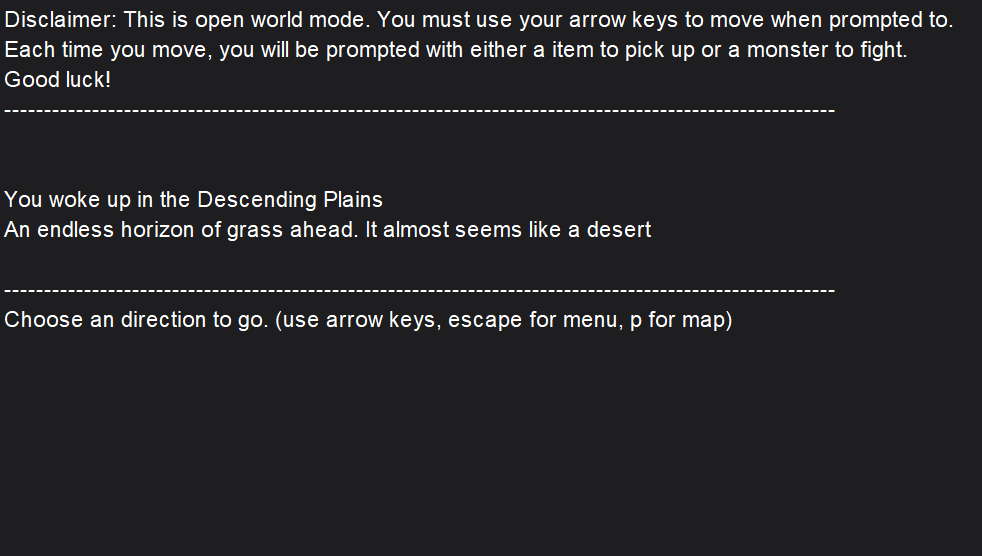 Disclaimer: This is open world mode. You must use your arrow keys to move when prompted to.
Each time you move, you will be prompted with either a item to pick up or a monster to fight.
Good luck!
--------------------------------------------------------------------------------------------------------
You woke up in the Descending Plains
An endless horizon of grass ahead. It almost seems like a desert
--------------------------------------------------------------------------------------------------------
Choose an direction to go. (use arrow keys, escape for menu, p for map)